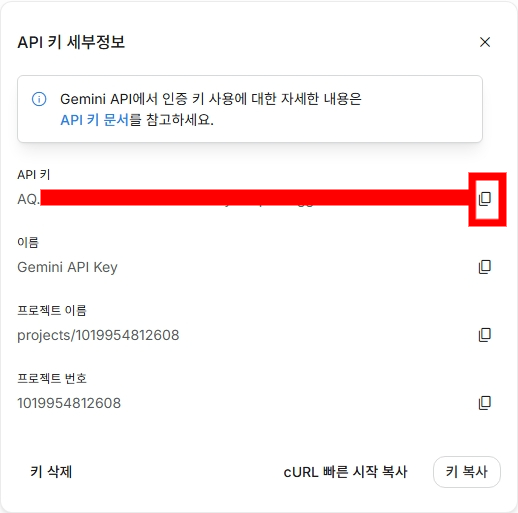 API 키 세부정보
Gemini API에서 인증 키 사용에 대한 자세한 내용은
API 키 문서를 참고하세요.
API 키
AQ.
이름
Gemini API Key
프로젝트 이름
projects/1019954812608
프로젝트 번호
1019954812608
키 삭제
cURL 빠른 시작 복사
키 복사